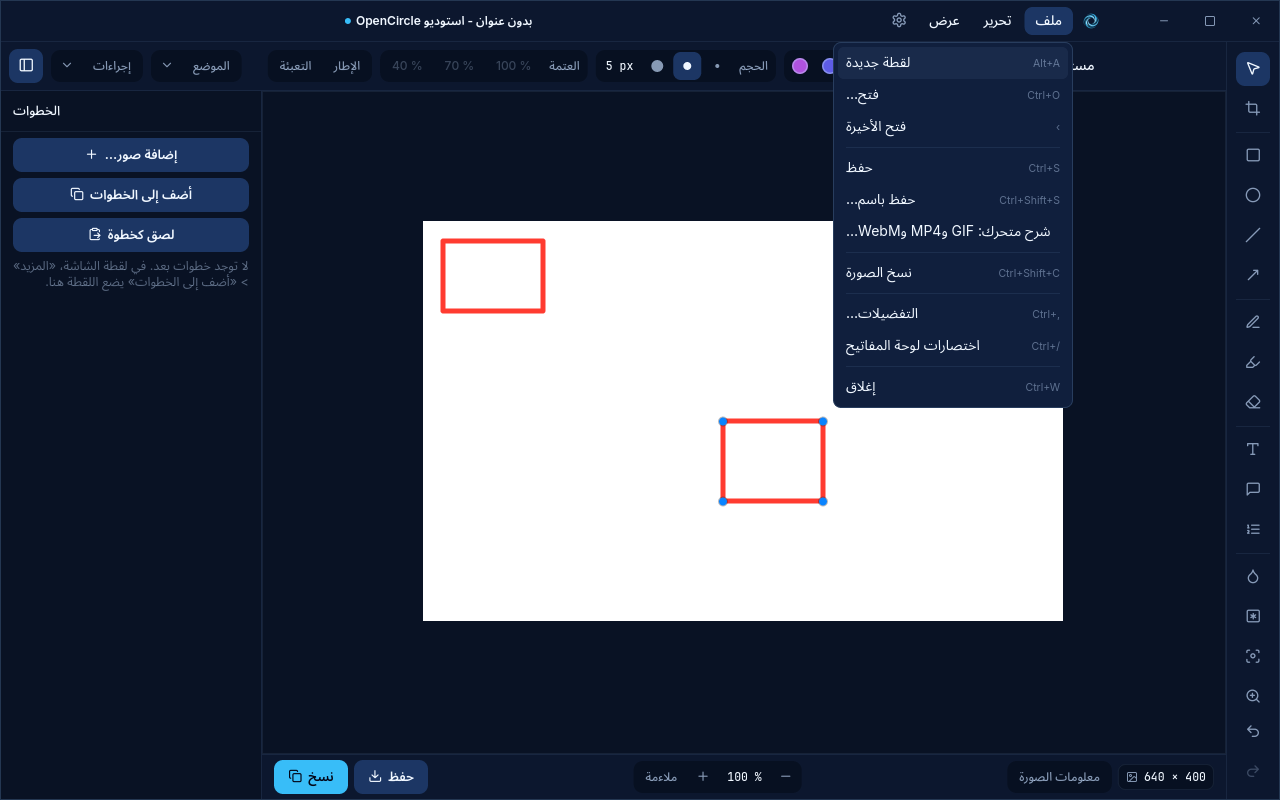 ملف
تحرير
عرض
بدون عنوان - استوديو OpenCircle
الحجم
5 px
العتمة
100 %
70 %
40 %
الإطار
التعبئة
الموضع
إجراءات
لقطة جديدة Alt+A
فتح... Ctrl+O
فتح الأخيرة
حفظ Ctrl+S
حفظ باسم... Ctrl+Shift+S
شرح متحرك: GIF وMP4 وWebM...
نسخ الصورة Ctrl+Shift+C
التفضيلات... Ctrl+,
اختصارات لوحة المفاتيح Ctrl+/
إغلاق Ctrl+W
الخطوات
إضافة صور...
أضف إلى الخطوات
لصق كخطوة
لا توجد خطوات بعد. في لقطة الشاشة، «المزيد»
> «أضف إلى الخطوات» يضع اللقطة هنا.
640 × 400
معلومات الصورة
100 %
ملاءمة
حفظ
نسخ